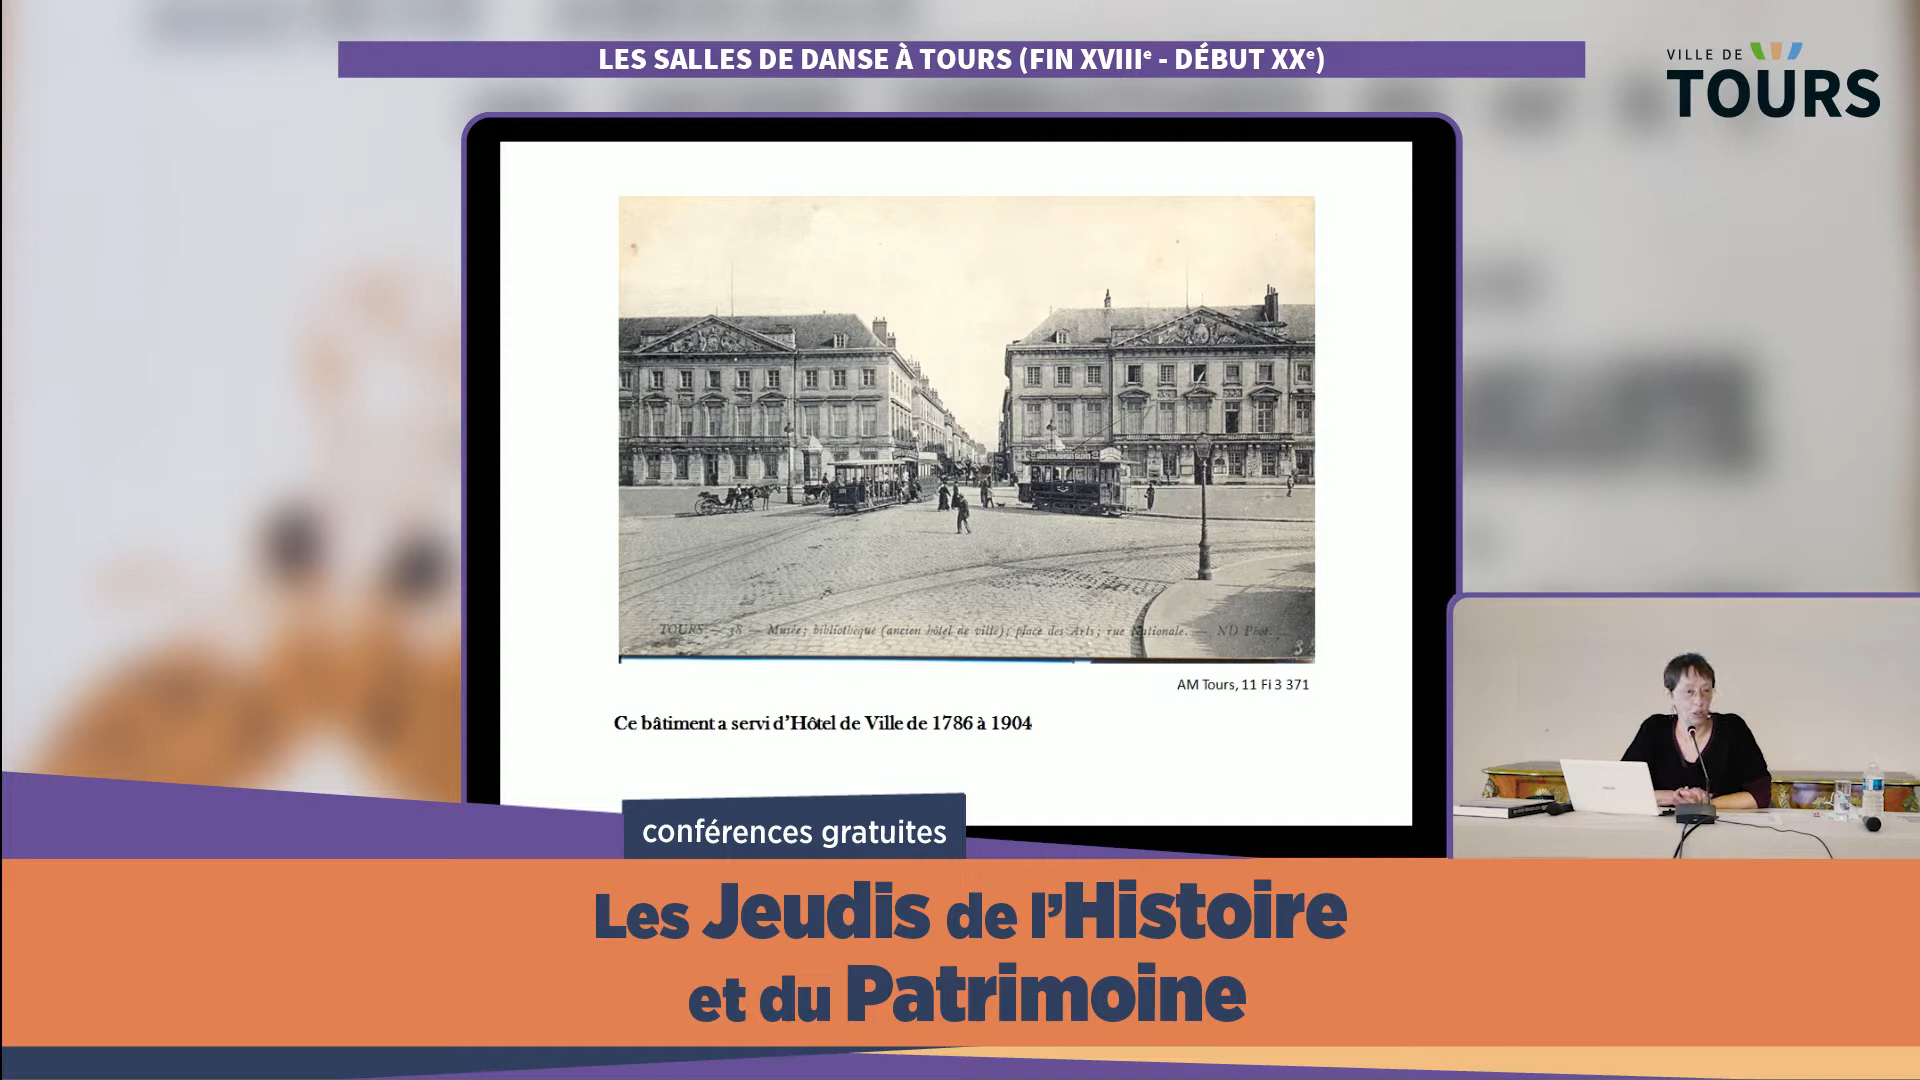 LES SALLES DE DANSE À TOURS (FIN XVIIIe - DÉBUT XXe)
VILLE DE
TOURS
TOURS — 38 — Musée; bibliothèque (ancien hôtel de ville); place des Arts; rue Nationale. — ND Phot.
AM Tours, 11 Fi 3 371
Ce bâtiment a servi d’Hôtel de Ville de 1786 à 1904
conférences gratuites
Les Jeudis de l’Histoire
et du Patrimoine